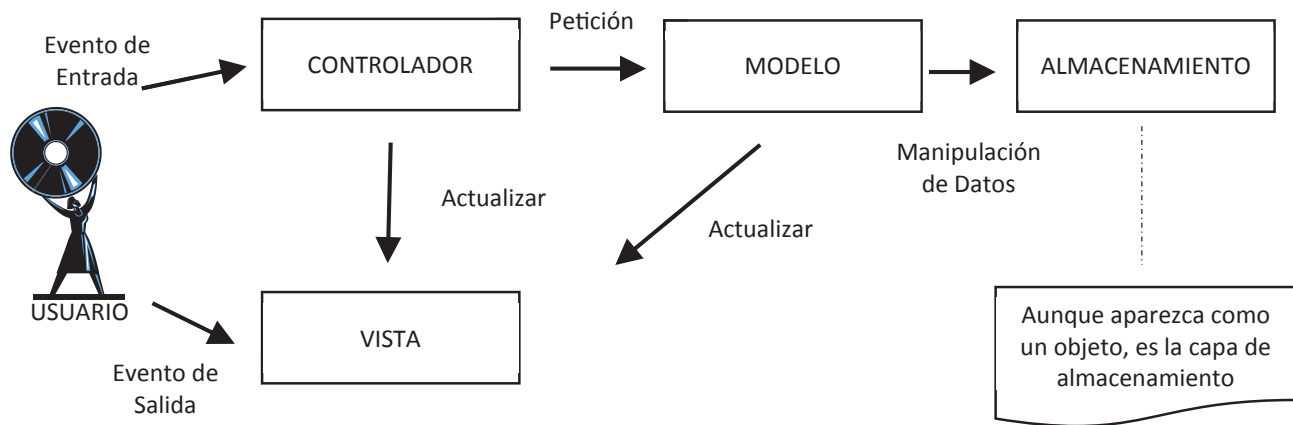 Evento de
Entrada
CONTROLADOR
Petición
MODELO
ALMACENAMIENTO
Manipulación
de Datos
Actualizar
Actualizar
USUARIO
Evento de
Salida
VISTA
Aunque aparezca como
un objeto, es la capa de
almacenamiento